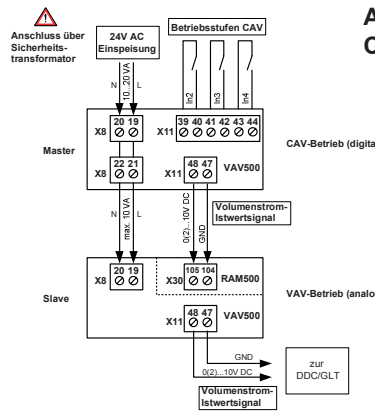 A
C
Anschluss über
Sicherheits-
transformator
24V AC
Einspeisung
Betriebsstufen CAV
N
10...20 VA
L
In2
In3
In4
X8
20 19
X11
39 40 41 42 43 44
Master
CAV-Betrieb (digita
X8
22 21
X11
48 47
VAV500
N
max. 10 VA
L
0(2)...10V DC
GND
Volumenstrom-
Istwertsignal
X8
20 19
X30
105 104
RAM500
Slave
VAV-Betrieb (analo
X11
48 47
VAV500
GND
0(2)...10V DC
zur
DDC/GLT
Volumenstrom-
Istwertsignal